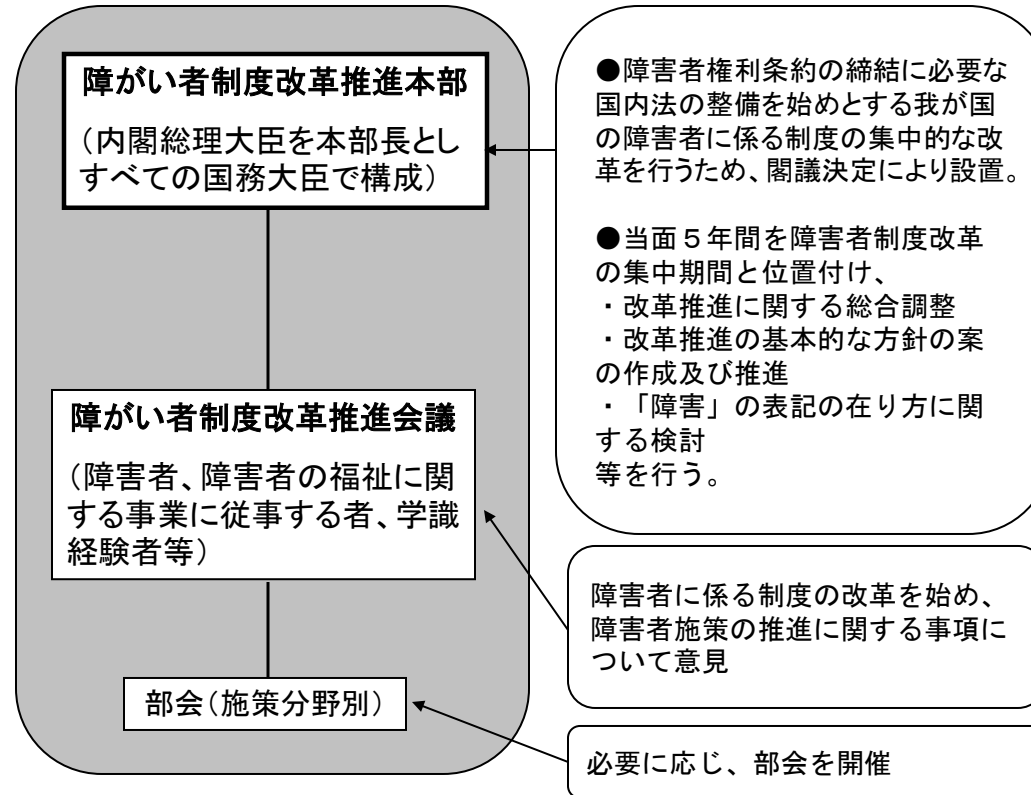 障がい者制度改革推進本部
（内閣総理大臣を本部長とし
すべての国務大臣で構成）
●障害者権利条約の締結に必要な
国内法の整備を始めとする我が国
の障害者に係る制度の集中的な改
革を行うため、閣議決定により設置。
●当面５年間を障害者制度改革
の集中期間と位置付け、
・改革推進に関する総合調整
・改革推進の基本的な方針の案
の作成及び推進
・「障害」の表記の在り方に関
する検討
等を行う。
障がい者制度改革推進会議
（障害者、障害者の福祉に関
する事業に従事する者、学識
経験者等）
障害者に係る制度の改革を始め、
障害者施策の推進に関する事項に
ついて意見
部会（施策分野別）
必要に応じ、部会を開催